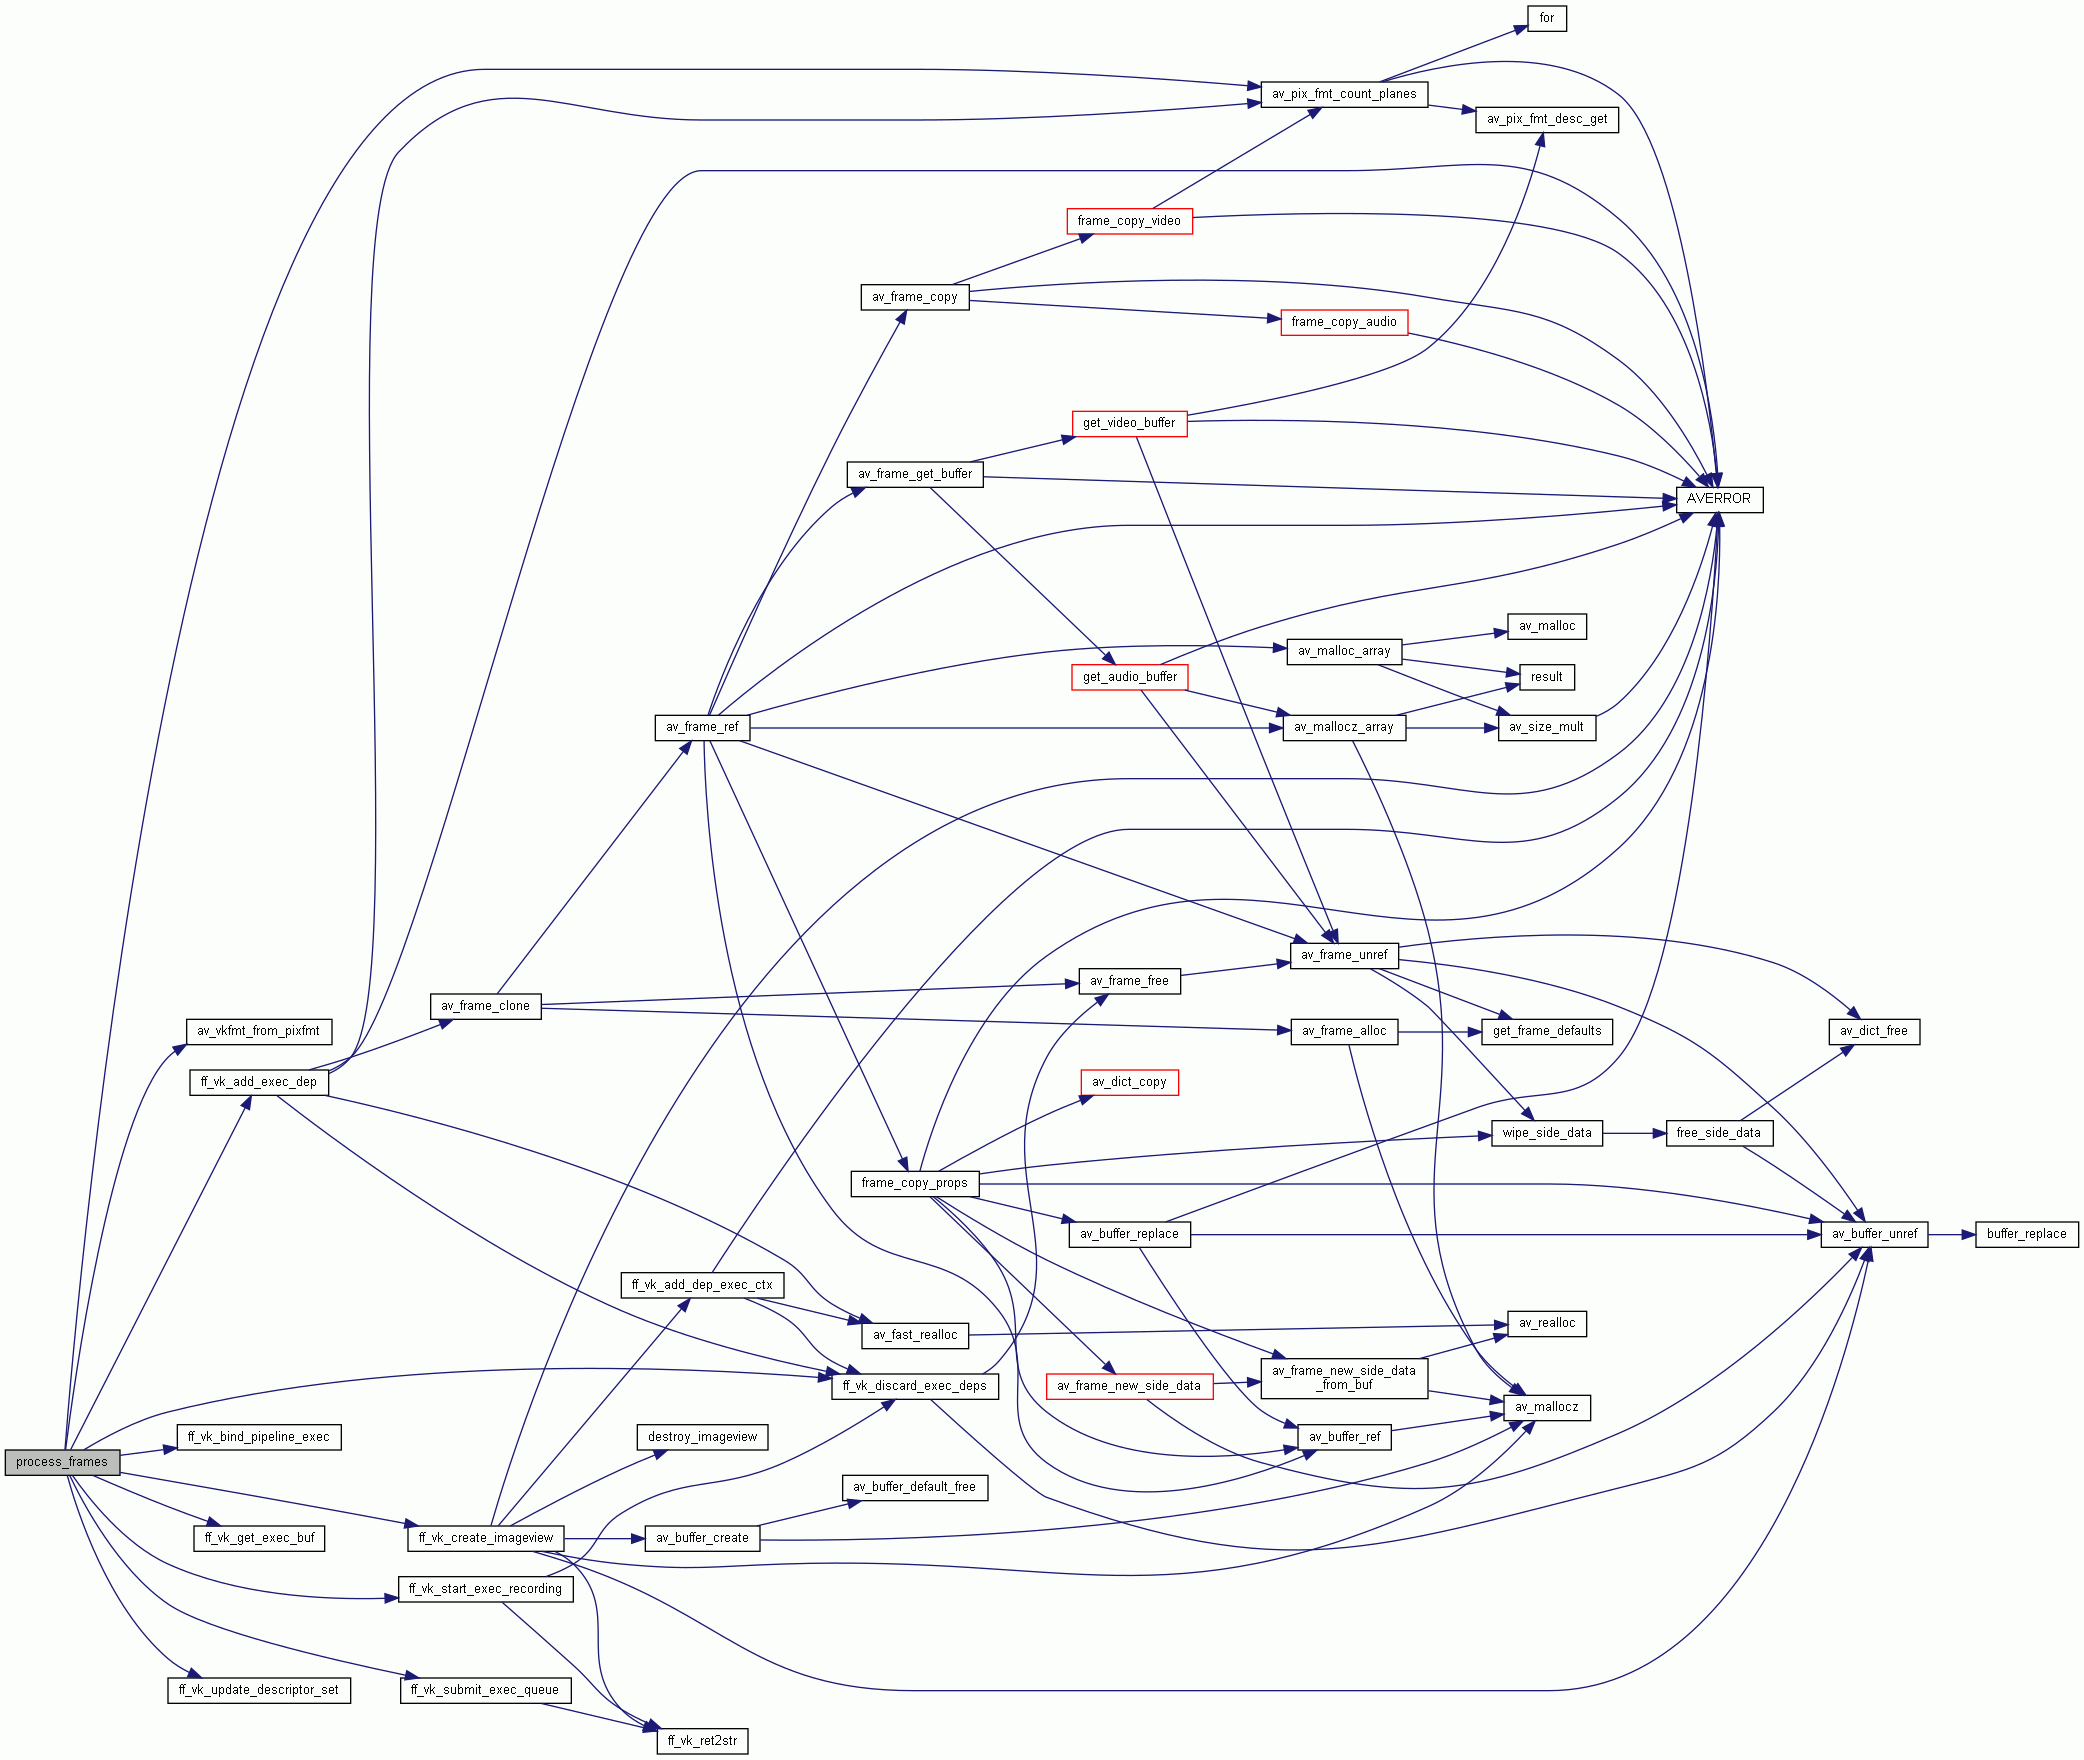 for
av_pix_fmt_count_planes
av_pix_fmt_desc_get
frame_copy_video
av_frame_copy
frame_copy_audio
get_video_buffer
av_frame_get_buffer
AVERROR
av_malloc
av_malloc_array
result
get_audio_buffer
av_frame_ref
av_mallocz_array
av_size_mult
av_frame_unref
av_frame_free
av_frame_clone
av_vkfmt_from_pixfmt
av_frame_alloc
get_frame_defaults
av_dict_free
ff_vk_add_exec_dep
av_dict_copy
wipe_side_data
free_side_data
frame_copy_props
av_buffer_replace
av_buffer_unref
buffer_replace
ff_vk_add_dep_exec_ctx
av_fast_realloc
av_realloc
av_frame_new_side_data
_from_buf
ff_vk_discard_exec_deps
av_frame_new_side_data
av_mallocz
ff_vk_bind_pipeline_exec
destroy_imageview
av_buffer_ref
process_frames
av_buffer_default_free
ff_vk_get_exec_buf
ff_vk_create_imageview
av_buffer_create
ff_vk_start_exec_recording
ff_vk_update_descriptor_set
ff_vk_submit_exec_queue
ff_vk_ret2str